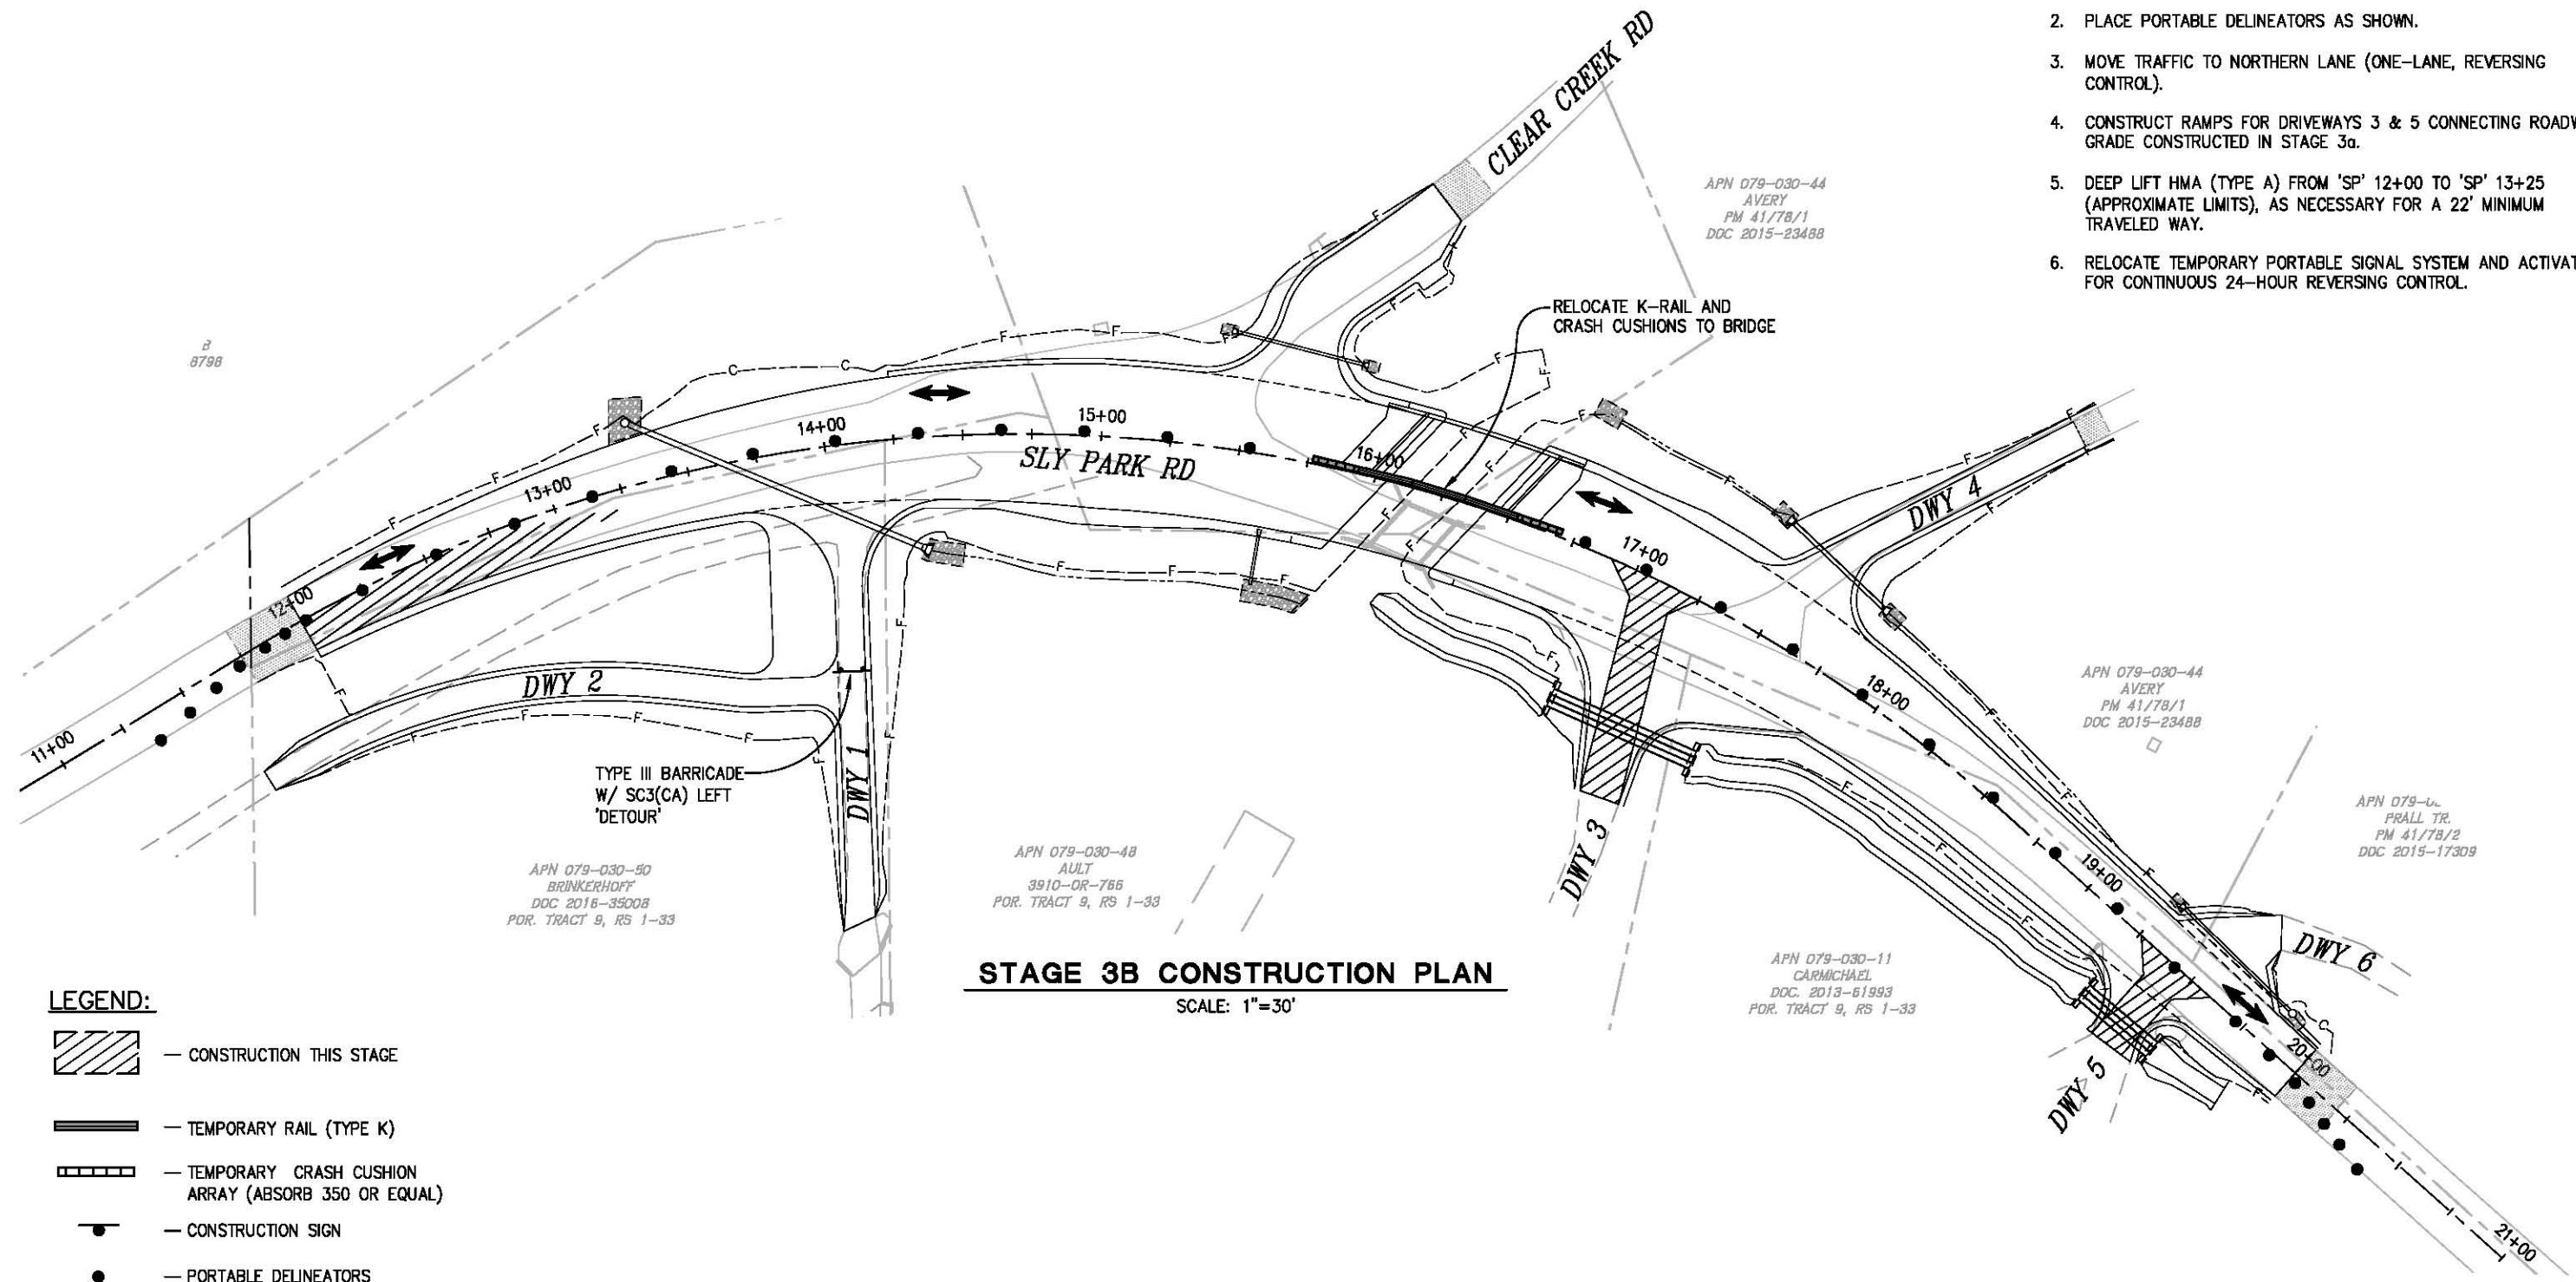 2. PLACE PORTABLE DELINEATORS AS SHOWN.
3. MOVE TRAFFIC TO NORTHERN LANE (ONE-LANE, REVERSING
CONTROL).
4. CONSTRUCT RAMPS FOR DRIVEWAYS 3 & 5 CONNECTING ROADW
GRADE CONSTRUCTED IN STAGE 3a.
5. DEEP LIFT HMA (TYPE A) FROM 'SP' 12+00 TO 'SP' 13+25
(APPROXIMATE LIMITS), AS NECESSARY FOR A 22' MINIMUM
TRAVELED WAY.
6. RELOCATE TEMPORARY PORTABLE SIGNAL SYSTEM AND ACTIVAT
FOR CONTINUOUS 24-HOUR REVERSING CONTROL.
CLEAR CREEK RD
APN 079-030-44
AVERY
PM 41/78/1
DOC 2015-23488
RELOCATE K-RAIL AND
CRASH CUSHIONS TO BRIDGE
B
8798
11+00
12+00
13+00
14+00
15+00
16+00
17+00
18+00
19+00
20+00
21+00
SLY PARK RD
DWY 4
DWY 2
DWY 1
DWY 3
DWY 6
DWY 5
TYPE III BARRICADE
W/ SC3(CA) LEFT
'DETOUR'
APN 079-030-44
AVERY
PM 41/78/1
DOC 2015-23488
APN 079-0
PRALL TR.
PM 41/78/2
DOC 2015-17309
APN 079-030-50
BRINKERHOFF
DOC 2016-35008
POR. TRACT 9, RS 1-33
APN 079-030-48
AULT
3910-OR-766
POR. TRACT 9, RS 1-33
APN 079-030-11
CARMICHAEL
DOC. 2013-61993
POR. TRACT 9, RS 1-33
STAGE 3B CONSTRUCTION PLAN
SCALE: 1"=30'
LEGEND:
— CONSTRUCTION THIS STAGE
— TEMPORARY RAIL (TYPE K)
— TEMPORARY CRASH CUSHION
ARRAY (ABSORB 350 OR EQUAL)
— CONSTRUCTION SIGN
— PORTABLE DELINEATORS